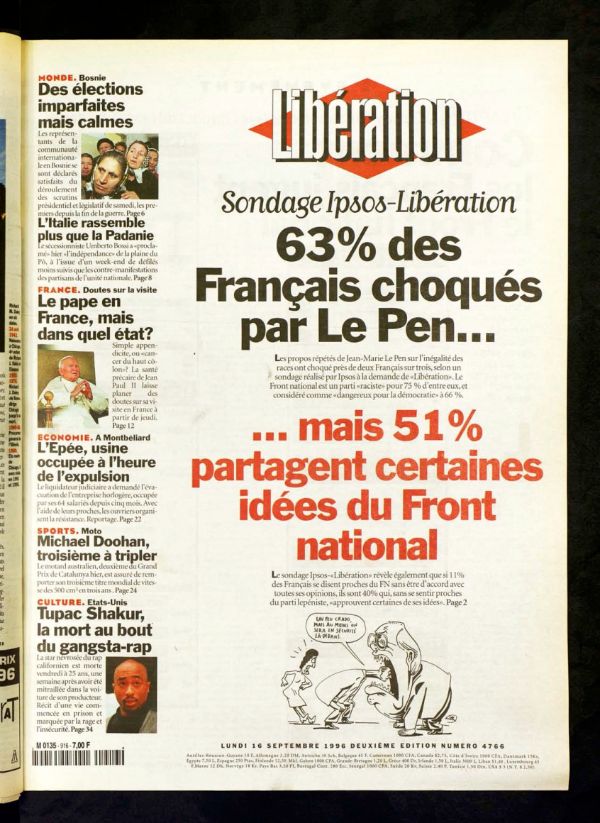 MONDE. Bosnie
Des élections
imparfaites
mais calmes
Les représen-
tants de la
communauté
internationa-
le en Bosnie se
sont déclarés
satisfaits du
déroulement
des scrutins
présidentiel et législatif de samedi, les pre-
miers depuis la fin de la guerre. Page 6
L'Italie rassemble
plus que la Padanie
Le sécessionniste Umberto Bossi a «procla-
mé» hier «l'indépendance» de la plaine du
Pô, à l'issue d'un week-end de défilés
moins suivis que les contre-manifestations
des partisans de l'unité nationale. Page 8
FRANCE. Doutes sur la visite
Le pape en
France, mais
dans quel état?
Simple appen-
dicite, ou «can-
cer du haut cô-
lon»? La santé
précaire de Jean
Paul II laisse
planer des
doutes sur sa vi-
site en France à
partir de jeudi.
Page 12
ECONOMIE. A Montbéliard
L'Epée, usine
occupée à l'heure
de l'expulsion
Le liquidateur judiciaire a demandé l'éva-
cuation de l'entreprise horlogère, occupée
par ses 64 salariés depuis cinq mois. Avec
l'aide de leurs proches, les ouvriers organi-
sent la résistance. Reportage. Page 22
SPORTS. Moto
Michael Doohan,
troisième à tripler
Le motard australien, deuxième du Grand
Prix de Catalunya hier, est assuré de rem-
porter son troisième titre mondial de vites-
se des 500 cm³ en trois ans. Page 24
CULTURE. Etats-Unis
Tupac Shakur,
la mort au bout
du gangsta-rap
La star névrosée du rap
californien est morte
vendredi à 25 ans, une
semaine après avoir été
mitraillée dans la voi-
ture de son producteur.
Récit d'une vie com-
mencée en prison et
marquée par la rage et
l'insécurité. Page 34
M 0135 - 916 - 7,00 F
Libération
Sondage Ipsos-Libération
63% des
Français choqués
par Le Pen...
Les propos répétés de Jean-Marie Le Pen sur l'inégalité des
races ont choqué près de deux Français sur trois, selon un
sondage réalisé par Ipsos à la demande de «Libération». Le
Front national est un parti «raciste» pour 75 % d'entre eux, et
considéré comme «dangereux pour la démocratie» à 66 %.
... mais 51%
partagent certaines
idées du Front
national
Le sondage Ipsos-«Libération» révèle également que si 11%
des Français se disent proches du FN sans être d'accord avec
toutes ses opinions, ils sont 40% qui, sans se sentir proches
du parti lepéniste, «approuvent certaines de ses idées». Page 2
UN PEU CRADO,
MAIS AU MOINS ON
SERA EN SÉCURITÉ
LÀ-DEDANS.
LUNDI 16 SEPTEMBRE 1996 DEUXIÈME EDITION NUMERO 4766